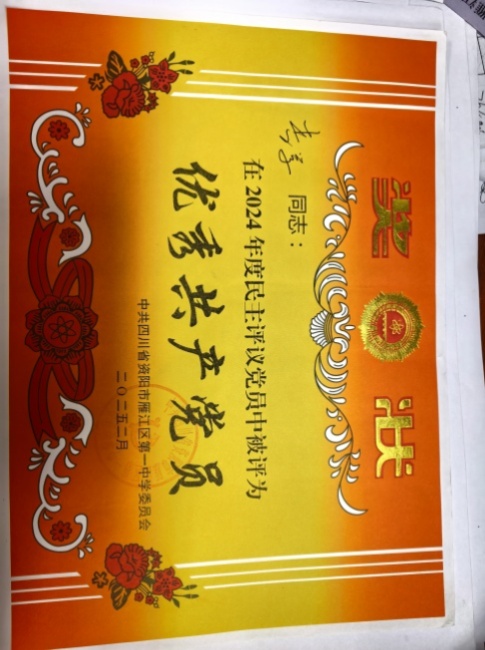 奖状
同志：
在2024年度民主评议党员中被评为
优秀共产党员
中共四川省资阳市雁江区第一中学委员会
二〇二五二月